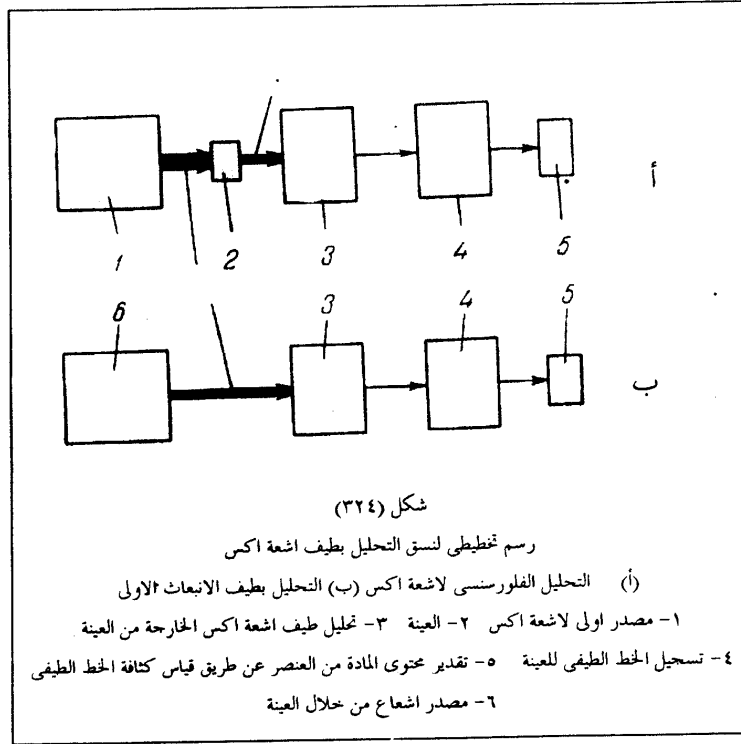 أ
1 2 3 4 5
6 3 4 5
ب
شكل (٣٢٤)
رسم تخطيطى لنسق التحليل بطيف اشعة اكس
(أ) التحليل الفلورسنسى لاشعة اكس (ب) التحليل بطيف الانبعاث الاولى
١- مصدر اولى لاشعة اكس ٢- العينة ٣- تحليل طيف اشعة اكس الخارجة من العينة
٤- تسجيل الخط الطيفى للعينة ٥- تقدير محتوى المادة من العنصر عن طريق قياس كثافة الخط الطيفى
٦- مصدر اشعاع من خلال العينة